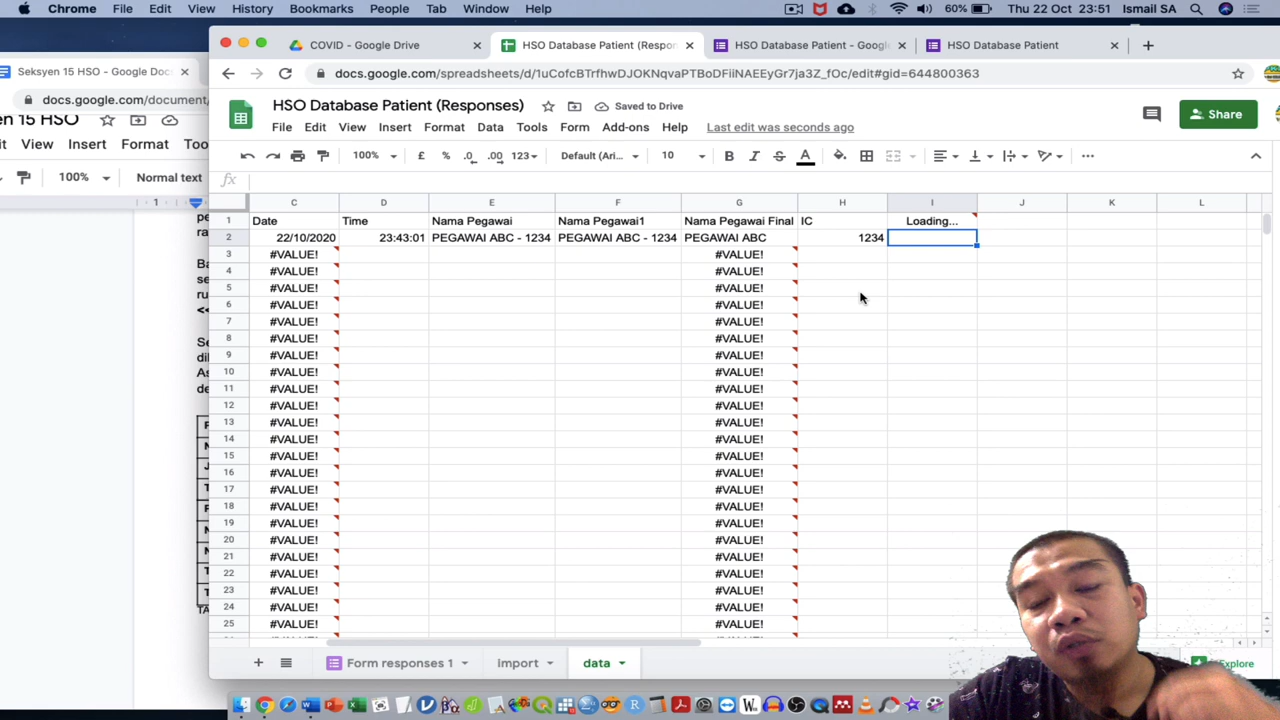 Chrome File Edit View History Bookmarks People Tab Window Help 60% Thu 22 Oct 23:51 Ismail SA
COVID - Google Drive HSO Database Patient (Respon HSO Database Patient - Google HSO Database Patient
Seksyen 15 HSO - Google Doc
docs.google.com/spreadsheets/d/1uCofcBTrfhwDJOKNqvaPTBoDFiiNAEEyGr7ja3Z_fOc/edit#gid=644800363
docs.google.com/document/
en 15 HSO
HSO Database Patient (Responses) Saved to Drive
Share
File Edit View Insert Format Data Tools Form Add-ons Help Last edit was seconds ago
View Insert Format Too
100% £ % .0 .00 123 Default (Ari... 10 B I S A
100% Normal text
fx
1
C D E F G H I J K L
1 Date Time Nama Pegawai Nama Pegawai1 Nama Pegawai Final IC Loading...
2 22/10/2020 23:43:01 PEGAWAI ABC - 1234 PEGAWAI ABC - 1234 PEGAWAI ABC 1234
3 #VALUE! #VALUE!
4 #VALUE! #VALUE!
5 #VALUE! #VALUE!
6 #VALUE! #VALUE!
7 #VALUE! #VALUE!
8 #VALUE! #VALUE!
9 #VALUE! #VALUE!
10 #VALUE! #VALUE!
11 #VALUE! #VALUE!
12 #VALUE! #VALUE!
13 #VALUE! #VALUE!
14 #VALUE! #VALUE!
15 #VALUE! #VALUE!
16 #VALUE! #VALUE!
17 #VALUE! #VALUE!
18 #VALUE! #VALUE!
19 #VALUE! #VALUE!
20 #VALUE! #VALUE!
21 #VALUE! #VALUE!
22 #VALUE! #VALUE!
23 #VALUE! #VALUE!
24 #VALUE! #VALUE!
25 #VALUE! #VALUE!
Form responses 1 import data Explore